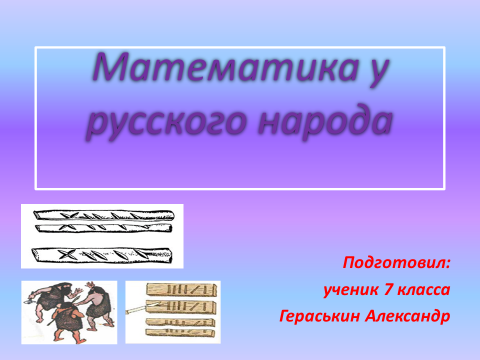 Математика у
русского народа
Подготовил:
ученик 7 класса
Гераськин Александр